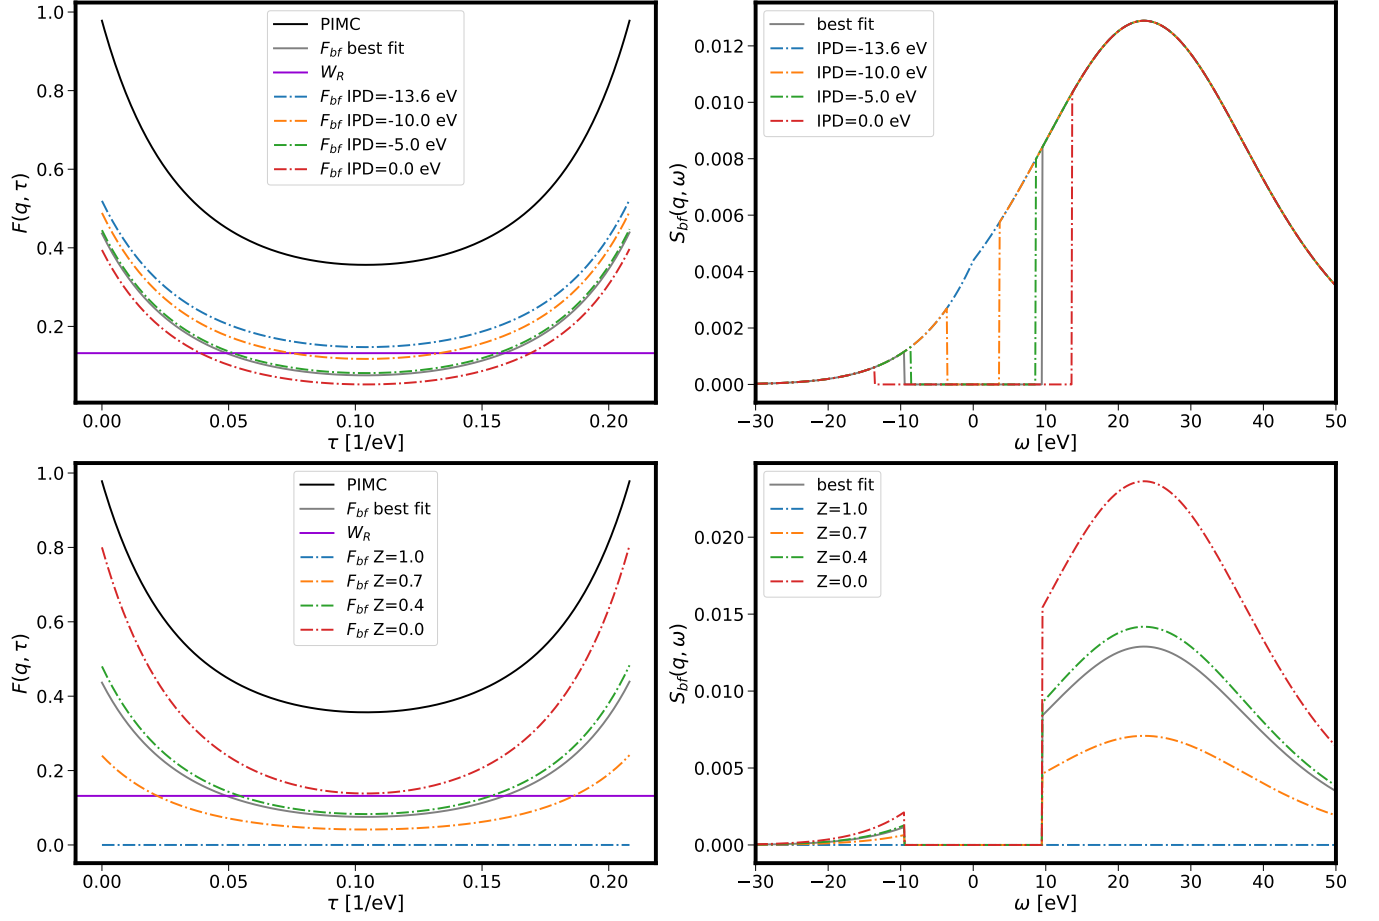 F(q, τ)
1.0
0.8
0.6
0.4
0.2
PIMC
F_bf best fit
W_R
F_bf IPD=-13.6 eV
F_bf IPD=-10.0 eV
F_bf IPD=-5.0 eV
F_bf IPD=0.0 eV
0.00 0.05 0.10 0.15 0.20
τ [1/eV]
S_bf(q, ω)
0.012
0.010
0.008
0.006
0.004
0.002
0.000
best fit
IPD=-13.6 eV
IPD=-10.0 eV
IPD=-5.0 eV
IPD=0.0 eV
−30 −20 −10 0 10 20 30 40 50
ω [eV]
F(q, τ)
1.0
0.8
0.6
0.4
0.2
0.0
PIMC
F_bf best fit
W_R
F_bf Z=1.0
F_bf Z=0.7
F_bf Z=0.4
F_bf Z=0.0
0.00 0.05 0.10 0.15 0.20
τ [1/eV]
S_bf(q, ω)
0.020
0.015
0.010
0.005
0.000
best fit
Z=1.0
Z=0.7
Z=0.4
Z=0.0
−30 −20 −10 0 10 20 30 40 50
ω [eV]